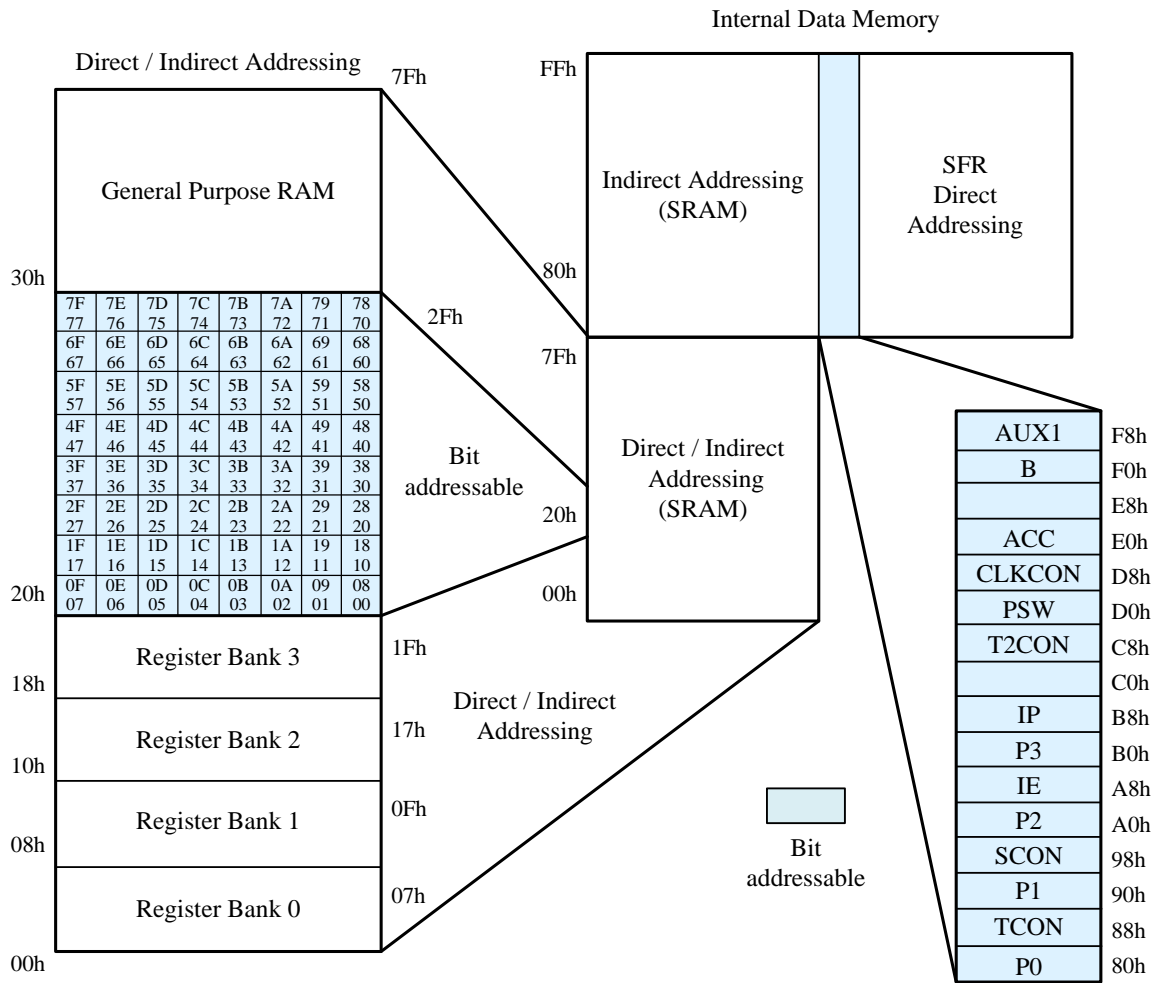 Internal Data Memory
Direct / Indirect Addressing
7Fh
General Purpose RAM
30h
7F 7E 7D 7C 7B 7A 79 78
77 76 75 74 73 72 71 70
6F 6E 6D 6C 6B 6A 69 68
67 66 65 64 63 62 61 60
5F 5E 5D 5C 5B 5A 59 58
57 56 55 54 53 52 51 50
4F 4E 4D 4C 4B 4A 49 48
47 46 45 44 43 42 41 40
3F 3E 3D 3C 3B 3A 39 38
37 36 35 34 33 32 31 30
2F 2E 2D 2C 2B 2A 29 28
27 26 25 24 23 22 21 20
1F 1E 1D 1C 1B 1A 19 18
17 16 15 14 13 12 11 10
0F 0E 0D 0C 0B 0A 09 08
07 06 05 04 03 02 01 00
20h
2Fh
Bit
addressable
20h
Register Bank 3
1Fh
18h
Register Bank 2
17h
10h
Register Bank 1
0Fh
08h
Register Bank 0
07h
00h
Direct / Indirect
Addressing
FFh
Indirect Addressing
(SRAM)
80h
SFR
Direct
Addressing
7Fh
Direct / Indirect
Addressing
(SRAM)
00h
Bit
addressable
AUX1 F8h
B F0h
E8h
ACC E0h
CLKCON D8h
PSW D0h
T2CON C8h
C0h
IP B8h
P3 B0h
IE A8h
P2 A0h
SCON 98h
P1 90h
TCON 88h
P0 80h